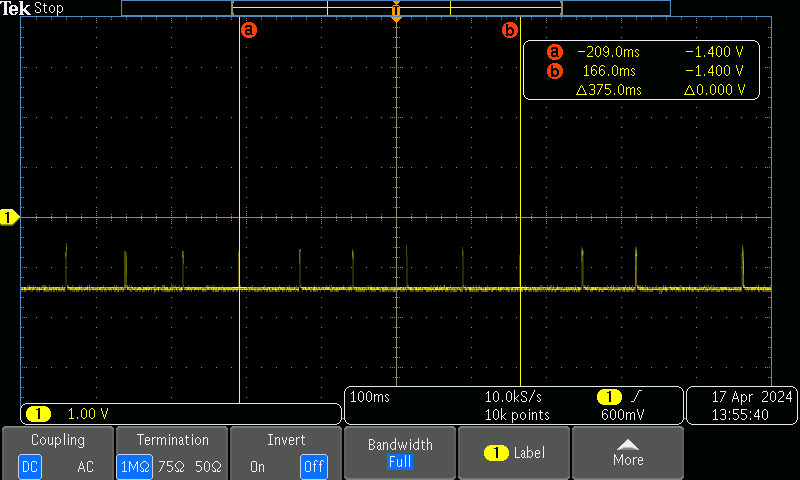 Tek Stop
T
a
b
a -209.0ms -1.400 V
b 166.0ms -1.400 V
△375.0ms △0.000 V
1
1 1.00 V
100ms 10.0kS/s 1
10k points 600mV
17 Apr 2024
13:55:40
Coupling
DC AC
Termination
1MΩ 75Ω 50Ω
Invert
On Off
Bandwidth
Full
1 Label
More